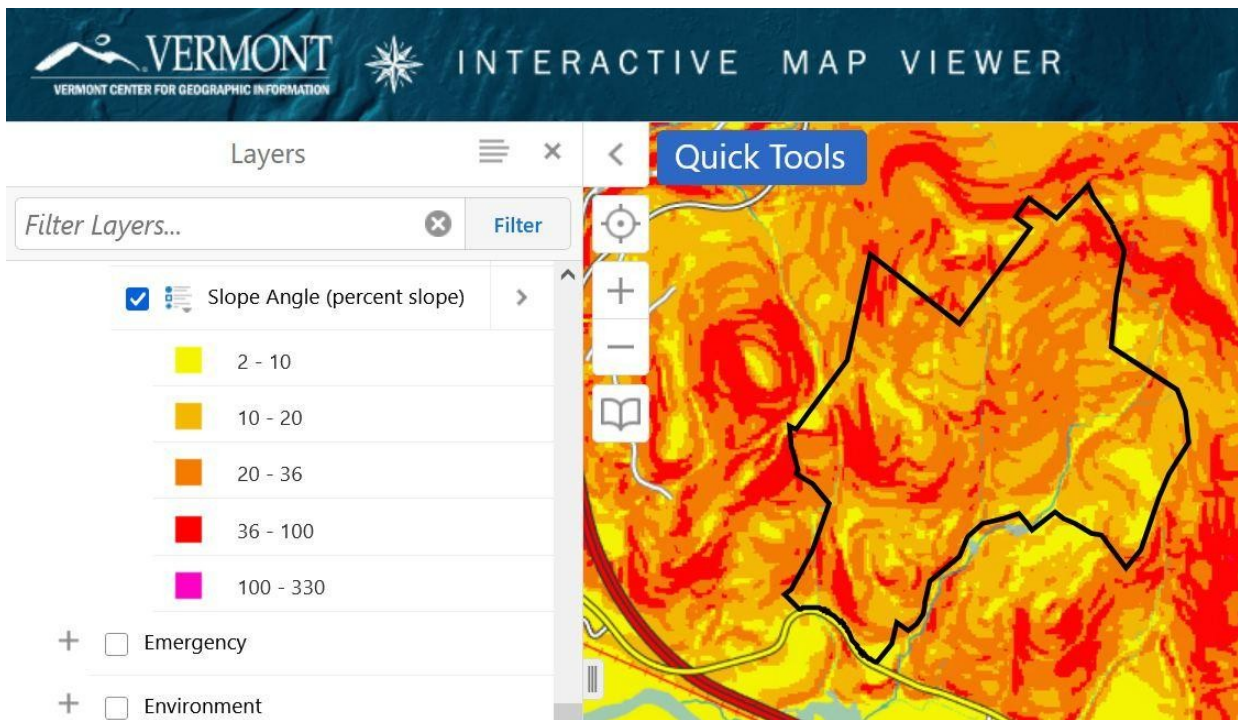 VERMONT
VERMONT CENTER FOR GEOGRAPHIC INFORMATION
INTERACTIVE MAP VIEWER
Layers
Quick Tools
Filter Layers...
Filter
Slope Angle (percent slope)
2 - 10
10 - 20
20 - 36
36 - 100
100 - 330
Emergency
Environment